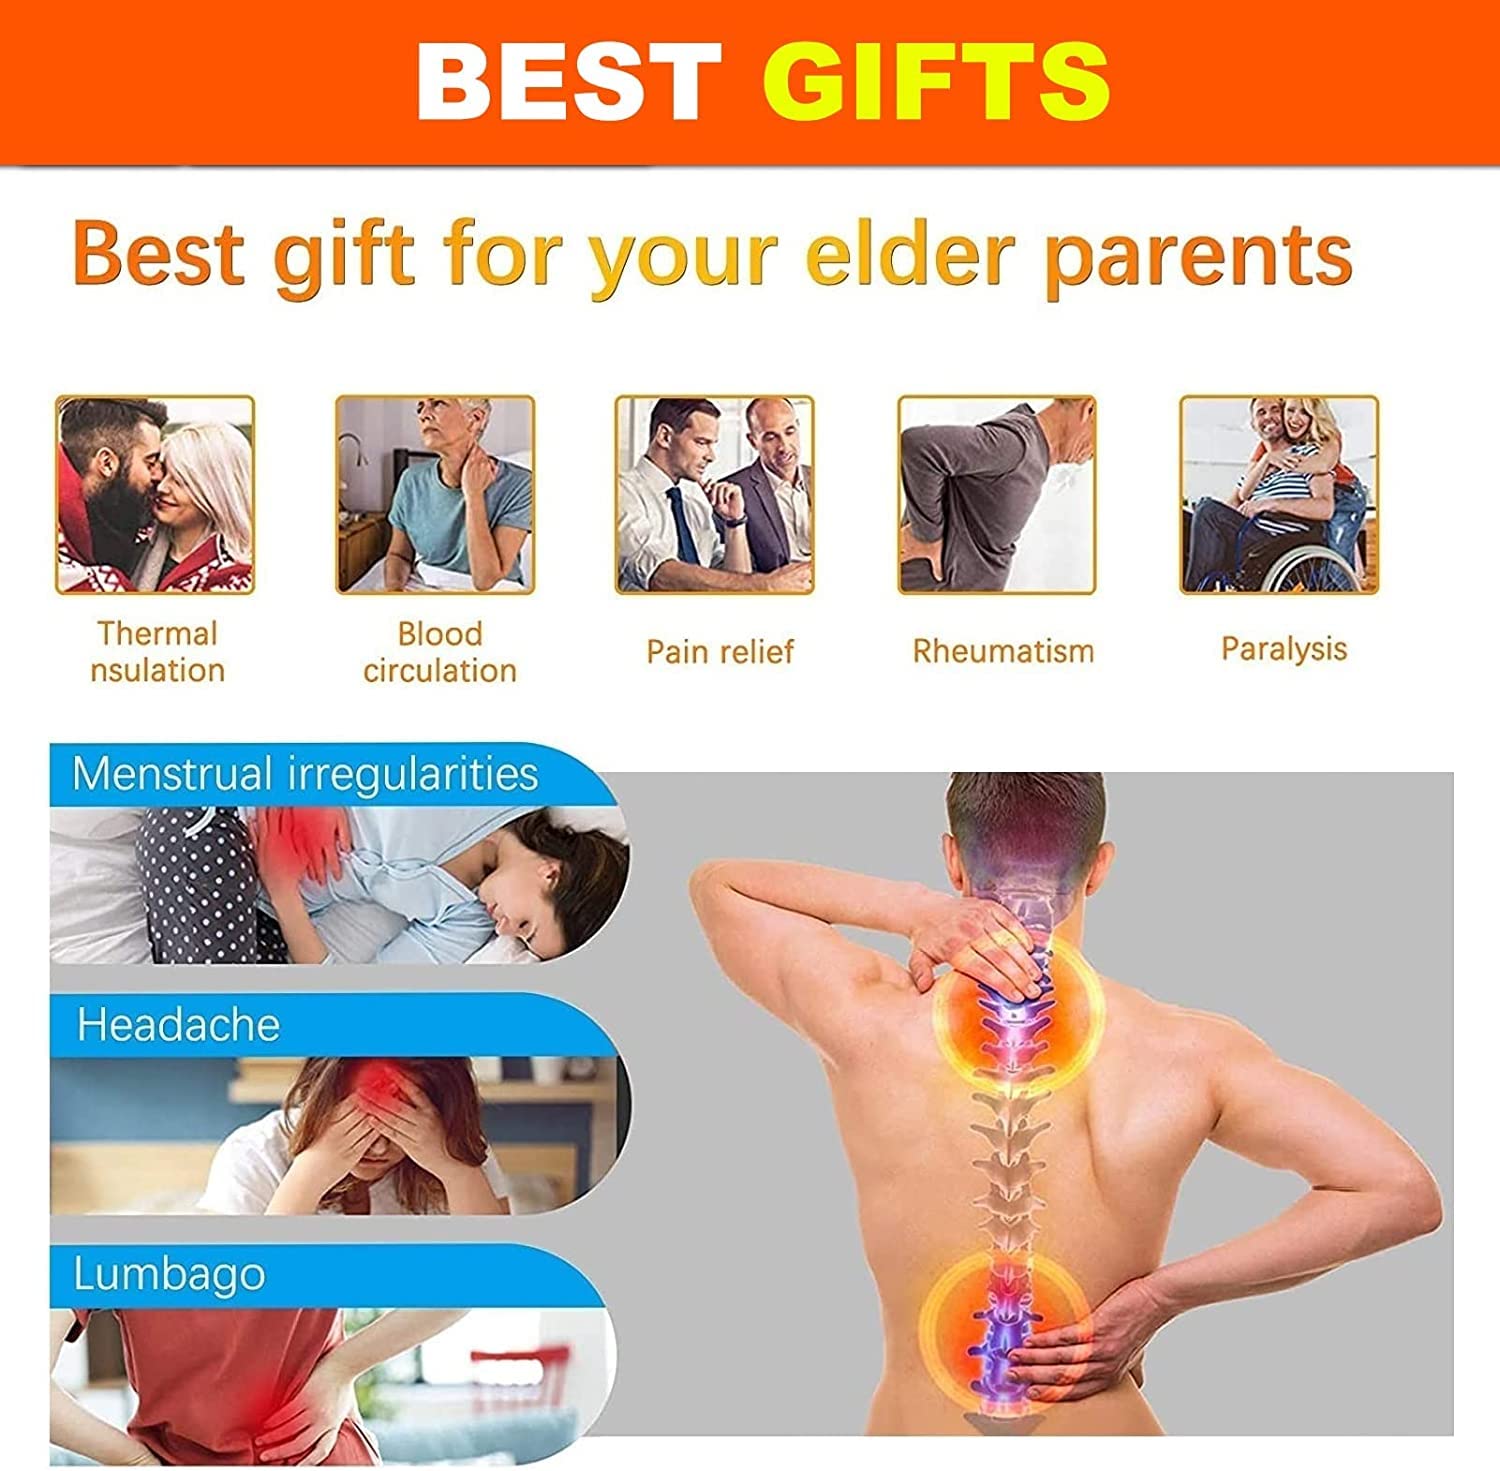 BEST GIFTS
Best gift for your elder parents
Thermal
nsulation
Blood
circulation
Pain relief
Rheumatism
Paralysis
Menstrual irregularities
Headache
Lumbago